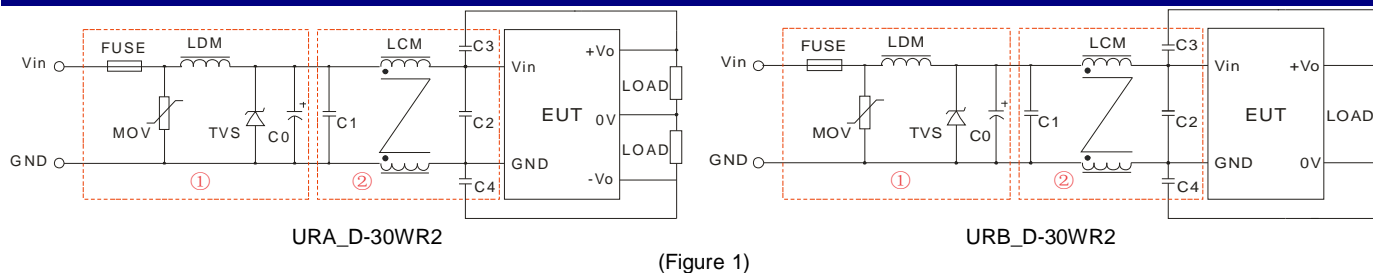 FUSE LDM LCM C3
Vin Vin +Vo
LOAD
MOV TVS C0 + C1 C2 EUT 0V
LOAD
GND GND
① ② C4 -Vo
URA_D-30WR2
FUSE LDM LCM C3
Vin Vin +Vo
MOV TVS C0 + C1 C2 EUT LOAD
GND GND 0V
① ② C4
URB_D-30WR2
(Figure 1)